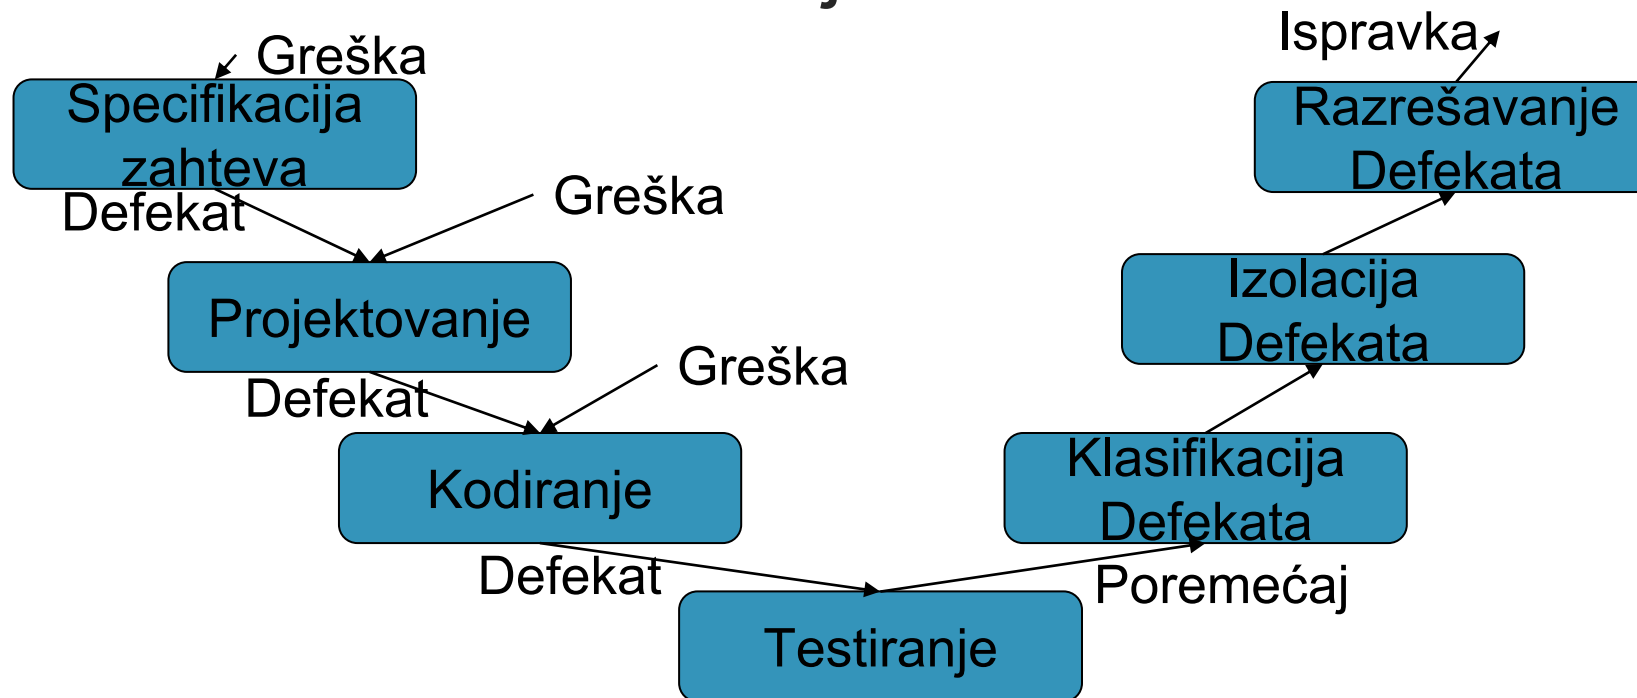 Greška
Specifikacija
zahteva
Defekat
Greška
Projektovanje
Defekat
Greška
Kodiranje
Defekat
Testiranje
Poremećaj
Klasifikacija
Defekata
Izolacija
Defekata
Razrešavanje
Defekata
Ispravka